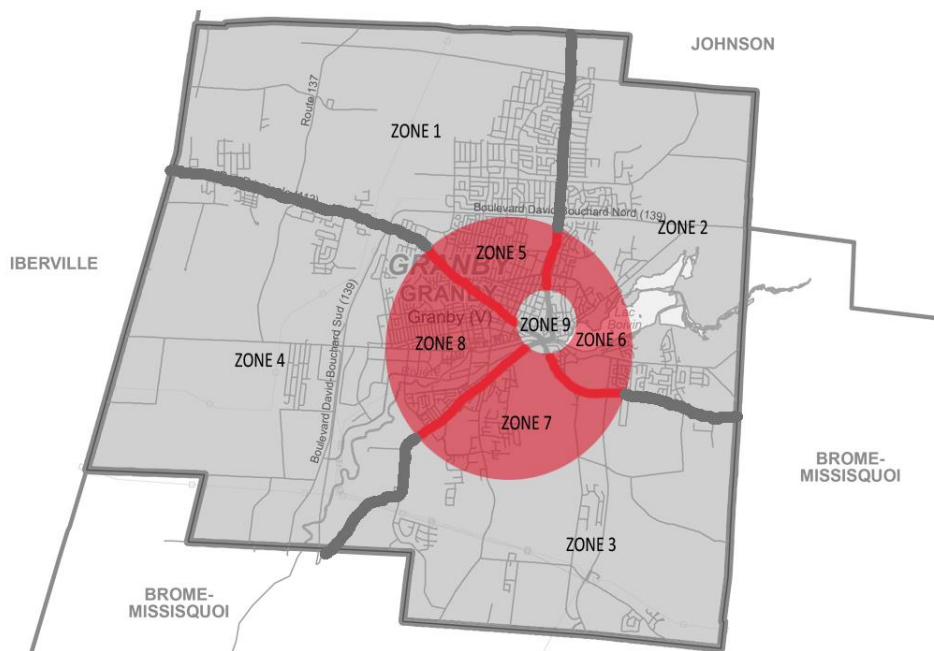 JOHNSON
Route 137
ZONE 1
Boulevard David-Bouchard Nord (139)
ZONE 2
ZONE 5
IBERVILLE
GRANBY
GRANBY
Granby (V)
Lac
Boivin
ZONE 9
ZONE 6
ZONE 8
ZONE 4
Boulevard David-Bouchard Sud (139)
ZONE 7
BROME-
MISSISQUOI
ZONE 3
BROME-
MISSISQUOI